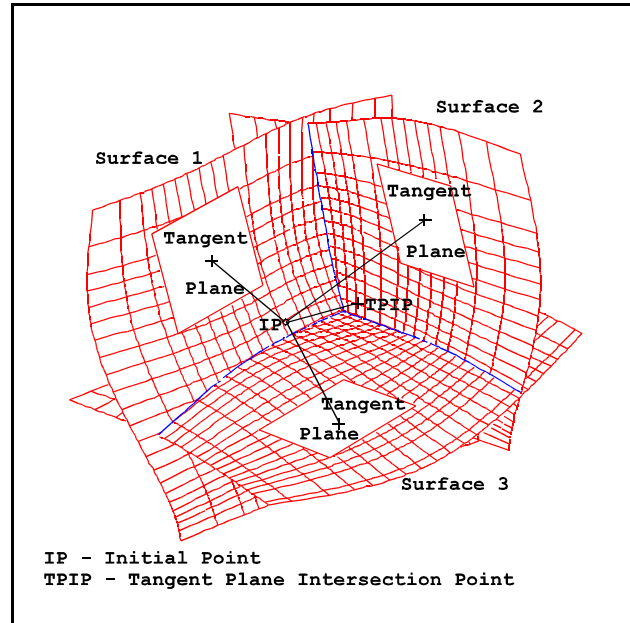 Surface 2
Surface 1
Tangent
Plane
Tangent
Plane
IP
TPIP
Tangent
Plane
Surface 3
IP - Initial Point
TPIP - Tangent Plane Intersection Point